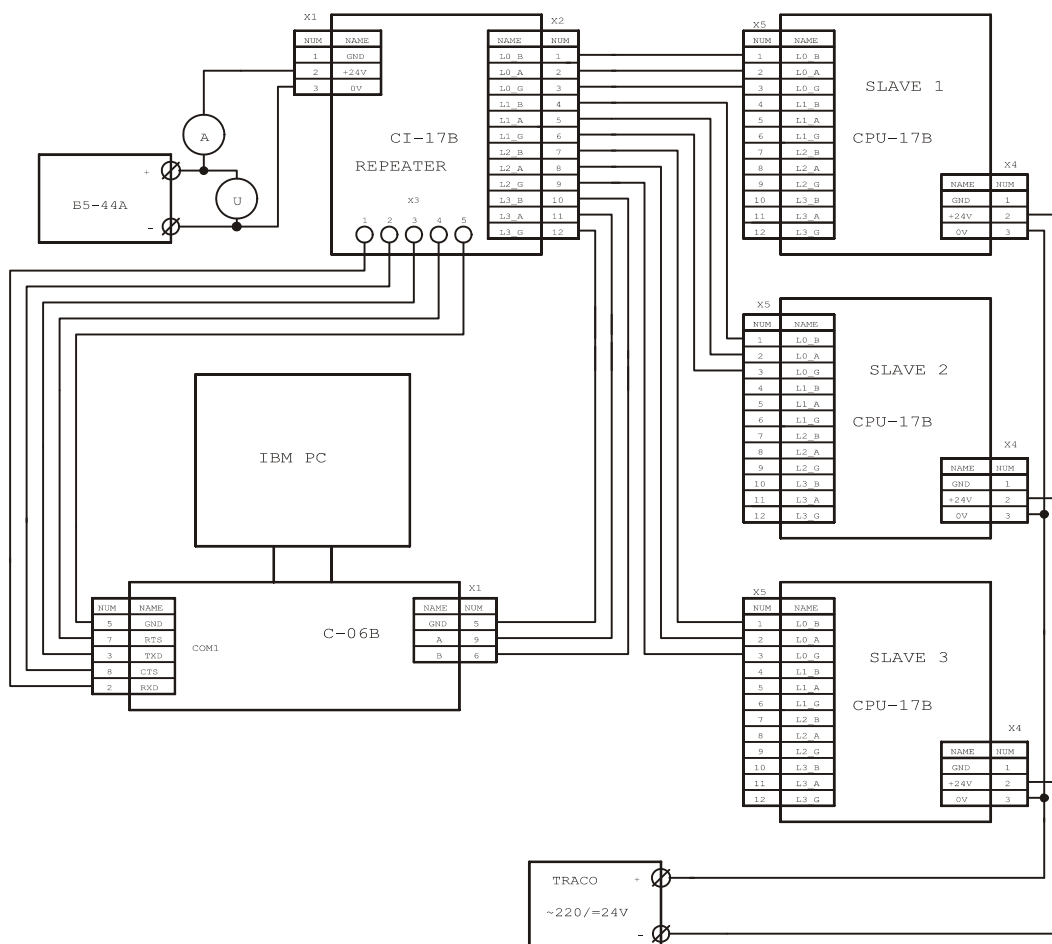 X1
NUM NAME
1 GND
2 +24V
3 0V
CI-17B
REPEATER
X2
NAME NUM
L0_B 1
L0_A 2
L0_G 3
L1_B 4
L1_A 5
L1_G 6
L2_B 7
L2_A 8
L2_G 9
L3_B 10
L3_A 11
L3_G 12
X3
1 2 3 4 5
A
U
+
B5-44A
-
X5
NUM NAME
1 L0_B
2 L0_A
3 L0_G
4 L1_B
5 L1_A
6 L1_G
7 L2_B
8 L2_A
9 L2_G
10 L3_B
11 L3_A
12 L3_G
SLAVE 1
CPU-17B
X4
NAME NUM
GND 1
+24V 2
0V 3
X5
NUM NAME
1 L0_B
2 L0_A
3 L0_G
4 L1_B
5 L1_A
6 L1_G
7 L2_B
8 L2_A
9 L2_G
10 L3_B
11 L3_A
12 L3_G
SLAVE 2
CPU-17B
X4
NAME NUM
GND 1
+24V 2
0V 3
IBM PC
NUM NAME
5 GND
7 RTS
3 TXD
8 CTS
2 RXD
COM1
C-06B
X1
NAME NUM
GND 5
A 9
B 6
X5
NUM NAME
1 L0_B
2 L0_A
3 L0_G
4 L1_B
5 L1_A
6 L1_G
7 L2_B
8 L2_A
9 L2_G
10 L3_B
11 L3_A
12 L3_G
SLAVE 3
CPU-17B
X4
NAME NUM
GND 1
+24V 2
0V 3
TRACO +
~220/=24V
-